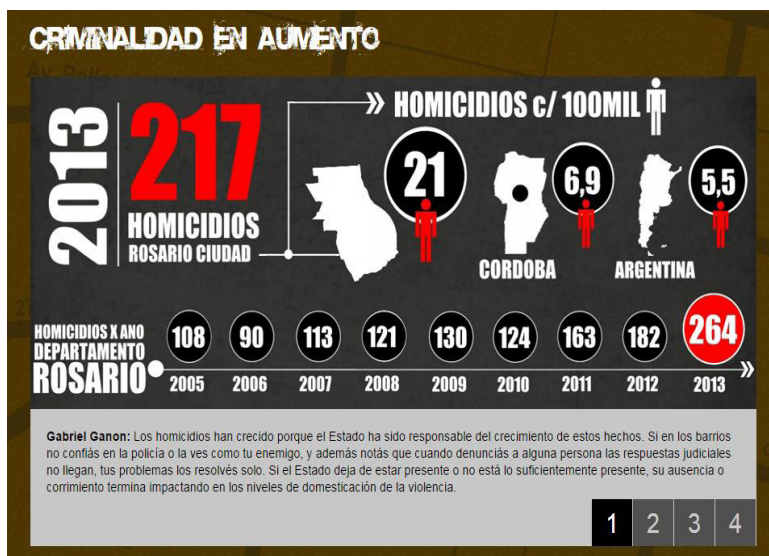 CRIMINALIDAD EN AUMENTO
2013
217
HOMICIDIOS
ROSARIO CIUDAD
HOMICIDIOS c/ 100MIL
21
6,9
CORDOBA
5,5
ARGENTINA
HOMICIDIOS X ANO
DEPARTAMENTO
ROSARIO
108 90 113 121 130 124 163 182 264
2005 2006 2007 2008 2009 2010 2011 2012 2013
Gabriel Ganon: Los homicidios han crecido porque el Estado ha sido responsable del crecimiento de estos hechos. Si en los barrios
no confiás en la policía o la ves como tu enemigo, y además notás que cuando denunciás a alguna persona las respuestas judiciales
no llegan, tus problemas los resolvés solo. Si el Estado deja de estar presente o no está lo suficientemente presente, su ausencia o
corrimiento termina impactando en los niveles de domesticación de la violencia.
1 2 3 4